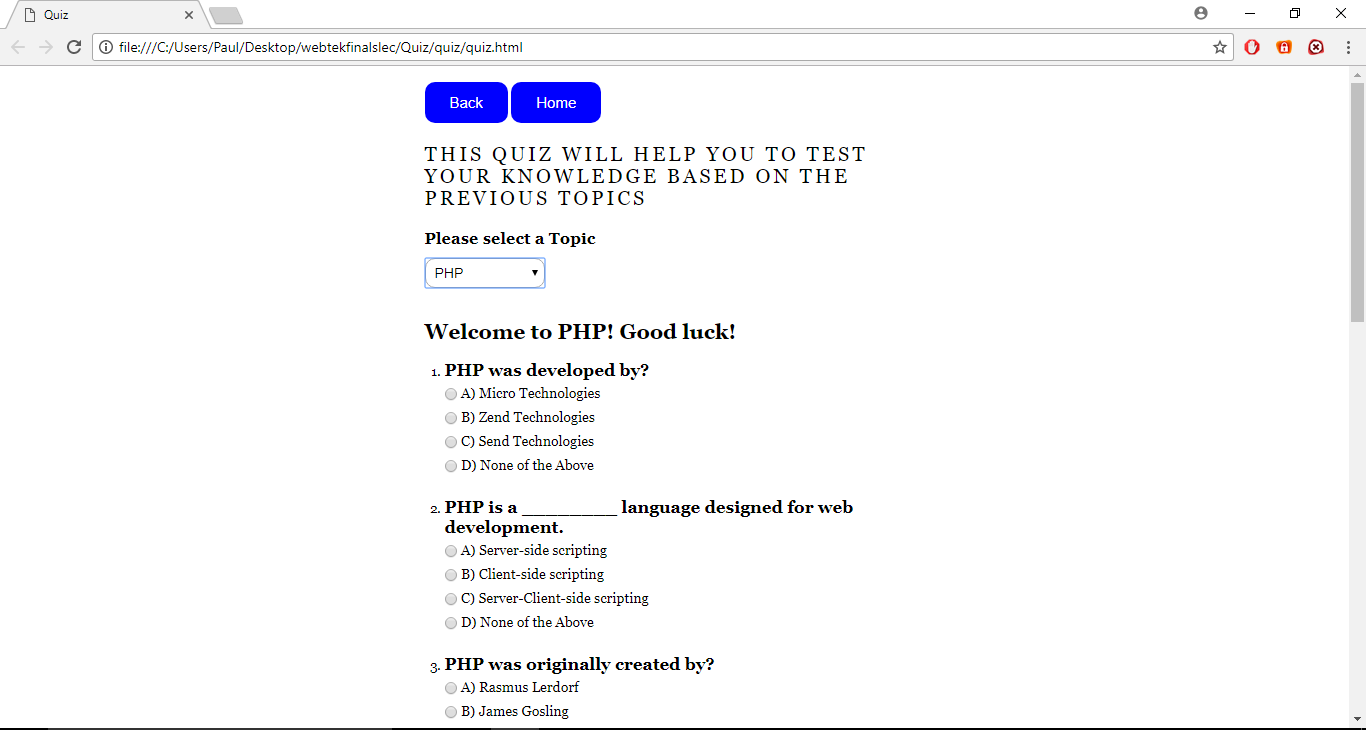 Quiz
file:///C:/Users/Paul/Desktop/webtekfinalslec/Quiz/quiz/quiz.html
Back Home
THIS QUIZ WILL HELP YOU TO TEST
YOUR KNOWLEDGE BASED ON THE
PREVIOUS TOPICS
Please select a Topic
PHP
Welcome to PHP! Good luck!
1. PHP was developed by?
A) Micro Technologies
B) Zend Technologies
C) Send Technologies
D) None of the Above
2. PHP is a ________ language designed for web
development.
A) Server-side scripting
B) Client-side scripting
C) Server-Client-side scripting
D) None of the Above
3. PHP was originally created by?
A) Rasmus Lerdorf
B) James Gosling